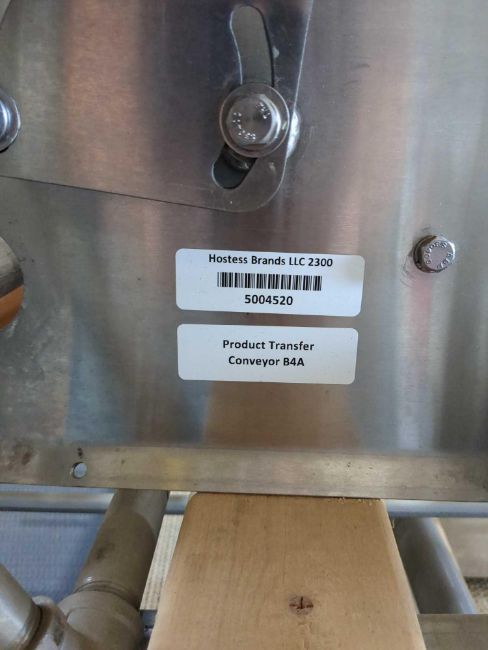 Hostess Brands LLC 2300
5004520
Product Transfer
Conveyor B4A